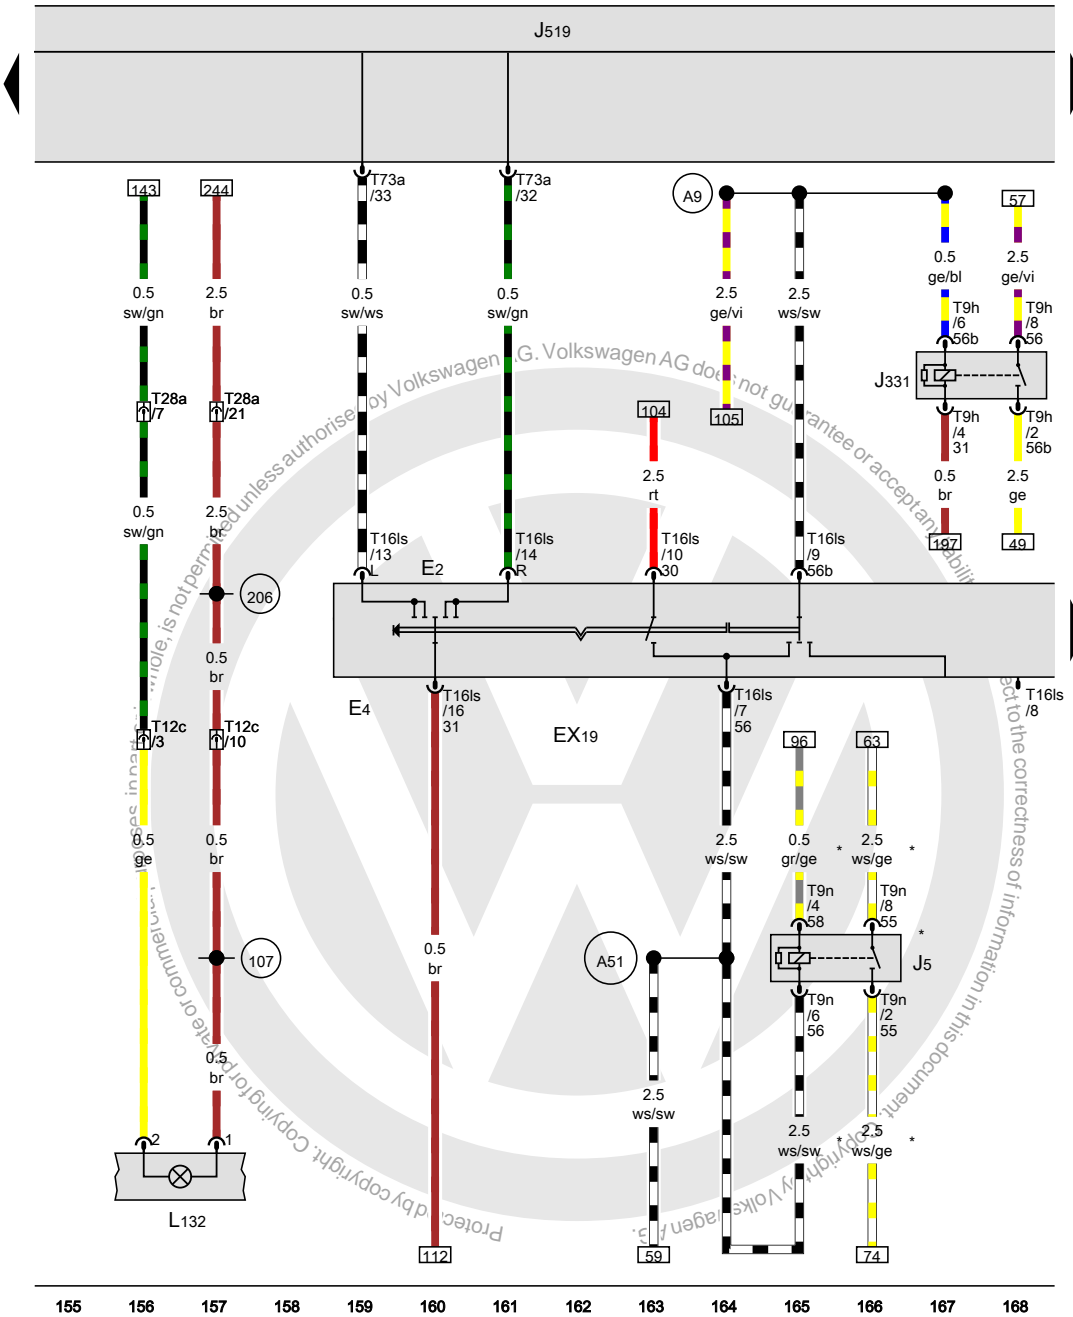 J519
T73a
/33
T73a
/32
143
244
A9
57
0.5
sw/gn
2.5
br
0.5
sw/ws
0.5
sw/gn
2.5
ge/vi
2.5
ws/sw
0.5
ge/bl
2.5
ge/vi
T9h
/6
56b
T9h
/8
56
J331
T28a
/7
T28a
/21
104
105
T9h
/4
31
T9h
/2
56b
2.5
rt
0.5
br
2.5
ge
0.5
sw/gn
2.5
br
197
49
T16ls
/13
L
E2
T16ls
/14
R
T16ls
/10
30
T16ls
/9
56b
206
0.5
br
E4
T16ls
/16
31
EX19
T16ls
/7
56
T16ls
/8
T12c
/3
T12c
/10
96
63
0.5
ge
0.5
br
2.5
ws/sw
0.5
gr/ge
*
2.5
ws/ge
*
T9n
/4
58
T9n
/8
55
*
J5
107
0.5
br
A51
T9n
/6
56
T9n
/2
55
0.5
br
2.5
ws/sw
2.5
ws/sw
*
2.5
ws/ge
*
2
1
L132
112
59
74
155 156 157 158 159 160 161 162 163 164 165 166 167 168